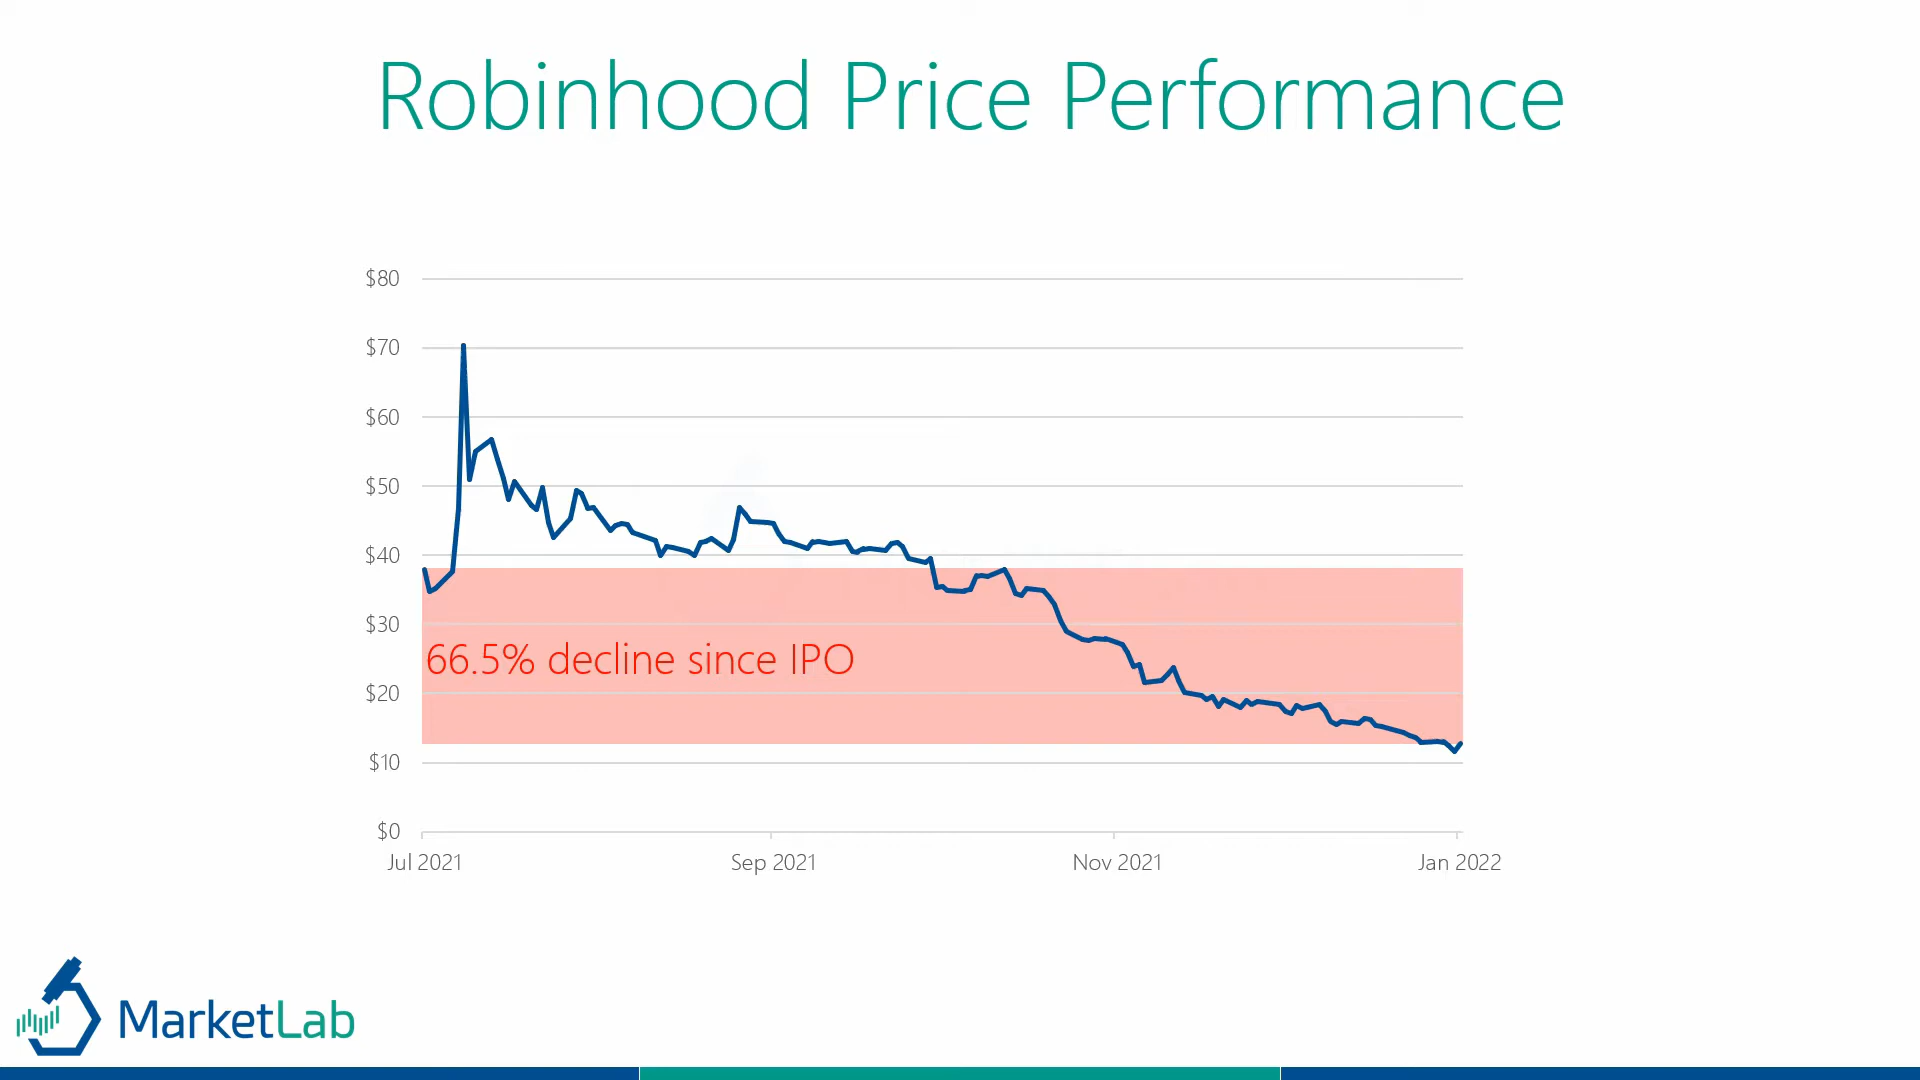 Robinhood Price Performance
$80
$70
$60
$50
$40
$30
66.5% decline since IPO
$20
$10
$0
Jul 2021 Sep 2021 Nov 2021 Jan 2022
MarketLab